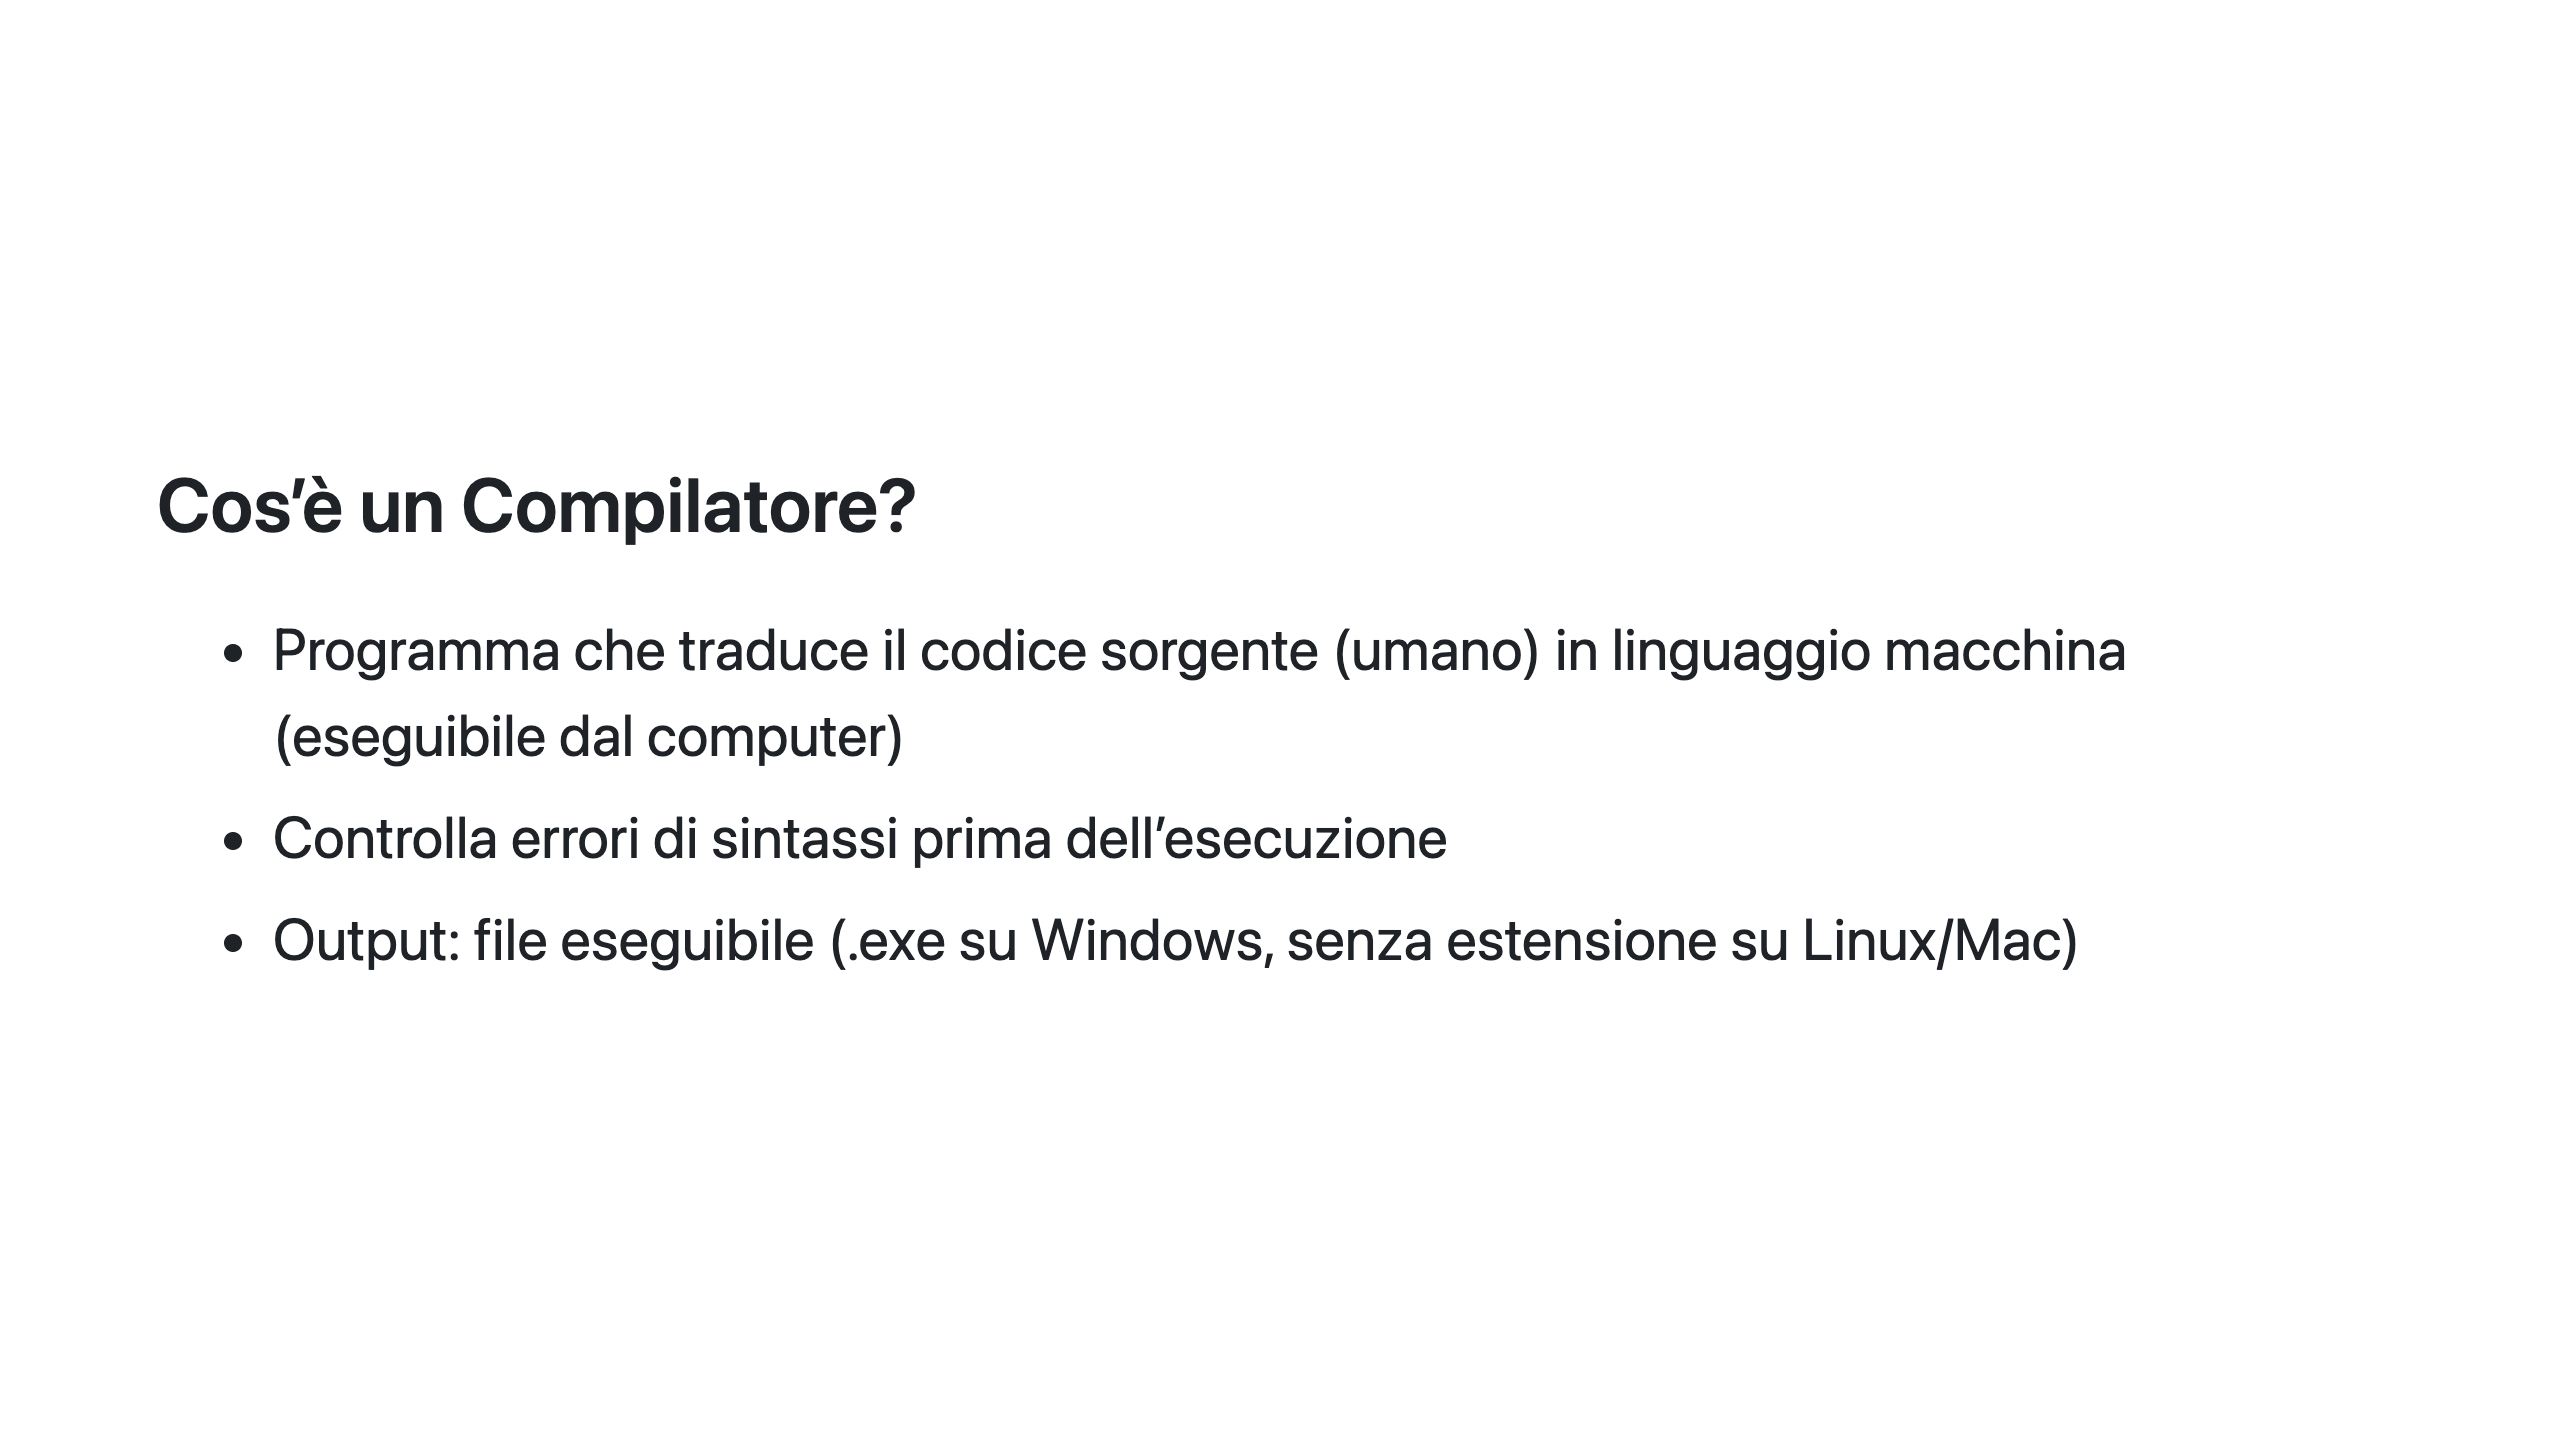 Cos’è un Compilatore?
• Programma che traduce il codice sorgente (umano) in linguaggio macchina
(eseguibile dal computer)
• Controlla errori di sintassi prima dell’esecuzione
• Output: file eseguibile (.exe su Windows, senza estensione su Linux/Mac)